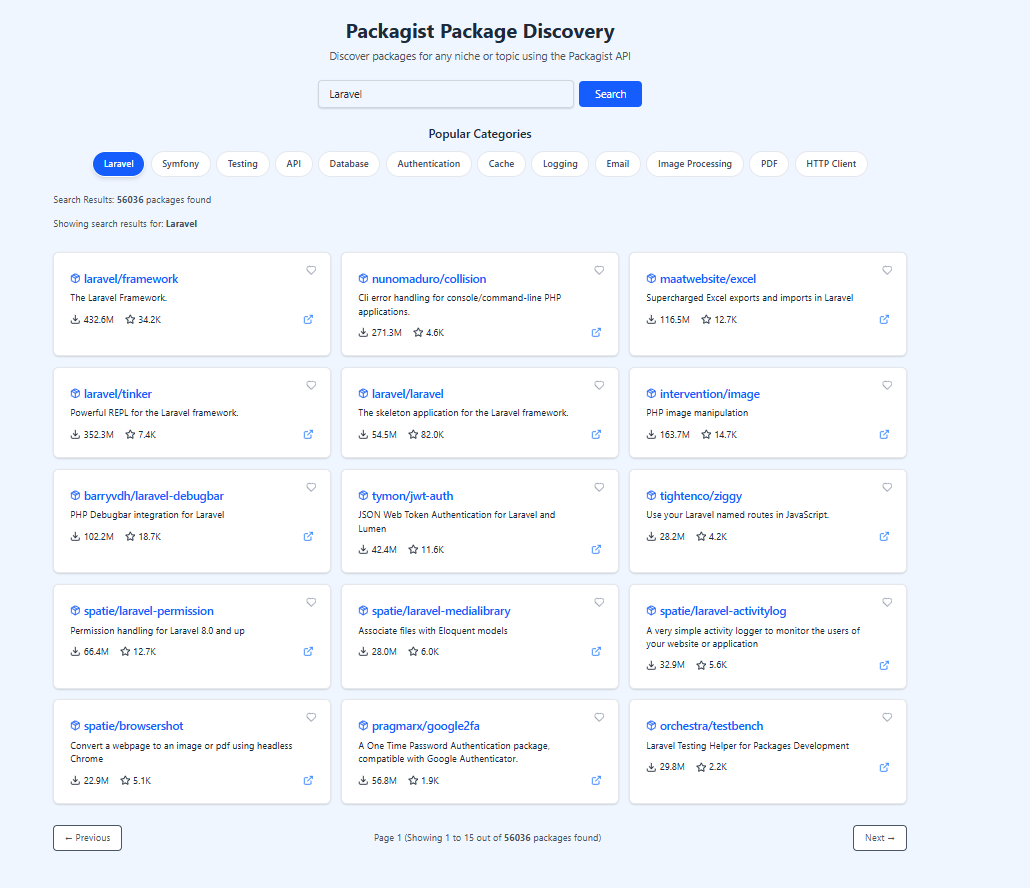 Packagist Package Discovery
Discover packages for any niche or topic using the Packagist API
Laravel Search
Popular Categories
Laravel Symfony Testing API Database Authentication Cache Logging Email Image Processing PDF HTTP Client
Search Results: 56036 packages found
Showing search results for: Laravel
laravel/framework
The Laravel Framework.
432.6M 34.2K
nunomaduro/collision
Cli error handling for console/command-line PHP
applications.
271.3M 4.6K
maatwebsite/excel
Supercharged Excel exports and imports in Laravel
116.5M 12.7K
laravel/tinker
Powerful REPL for the Laravel framework.
352.3M 7.4K
laravel/laravel
The skeleton application for the Laravel framework.
54.5M 82.0K
intervention/image
PHP image manipulation
163.7M 14.7K
barryvdh/laravel-debugbar
PHP Debugbar integration for Laravel
102.2M 18.7K
tymon/jwt-auth
JSON Web Token Authentication for Laravel and
Lumen
42.4M 11.6K
tightenco/ziggy
Use your Laravel named routes in JavaScript.
28.2M 4.2K
spatie/laravel-permission
Permission handling for Laravel 8.0 and up
66.4M 12.7K
spatie/laravel-medialibrary
Associate files with Eloquent models
28.0M 6.0K
spatie/laravel-activitylog
A very simple activity logger to monitor the users of
your website or application
32.9M 5.6K
spatie/browsershot
Convert a webpage to an image or pdf using headless
Chrome
22.9M 5.1K
pragmarx/google2fa
A One Time Password Authentication package,
compatible with Google Authenticator.
56.8M 1.9K
orchestra/testbench
Laravel Testing Helper for Packages Development
29.8M 2.2K
← Previous Page 1 (Showing 1 to 15 out of 56036 packages found) Next →